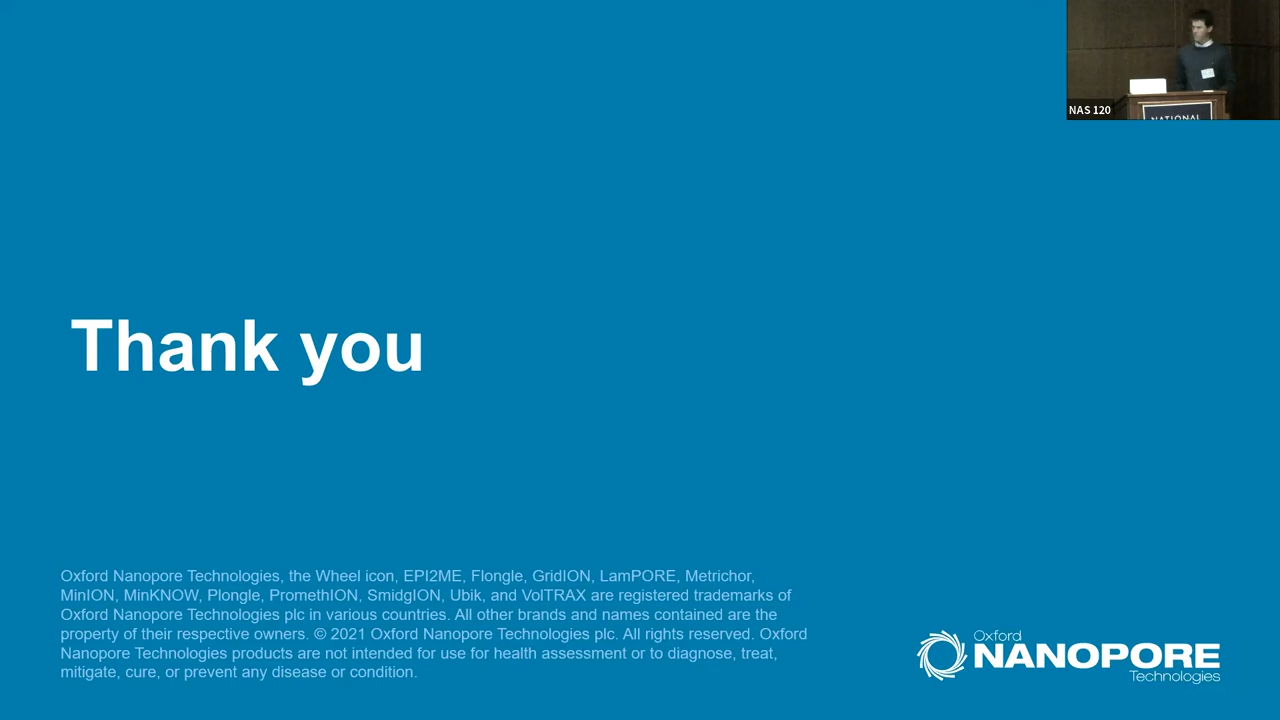 NAS 120
NATIONAL
Thank you
Oxford Nanopore Technologies, the Wheel icon, EPI2ME, Flongle, GridION, LamPORE, Metrichor,
MinION, MinKNOW, Plongle, PromethION, SmidgION, Ubik, and VolTRAX are registered trademarks of
Oxford Nanopore Technologies plc in various countries. All other brands and names contained are the
property of their respective owners. © 2021 Oxford Nanopore Technologies plc. All rights reserved. Oxford
Nanopore Technologies products are not intended for use for health assessment or to diagnose, treat,
mitigate, cure, or prevent any disease or condition.
Oxford
NANOPORE
Technologies